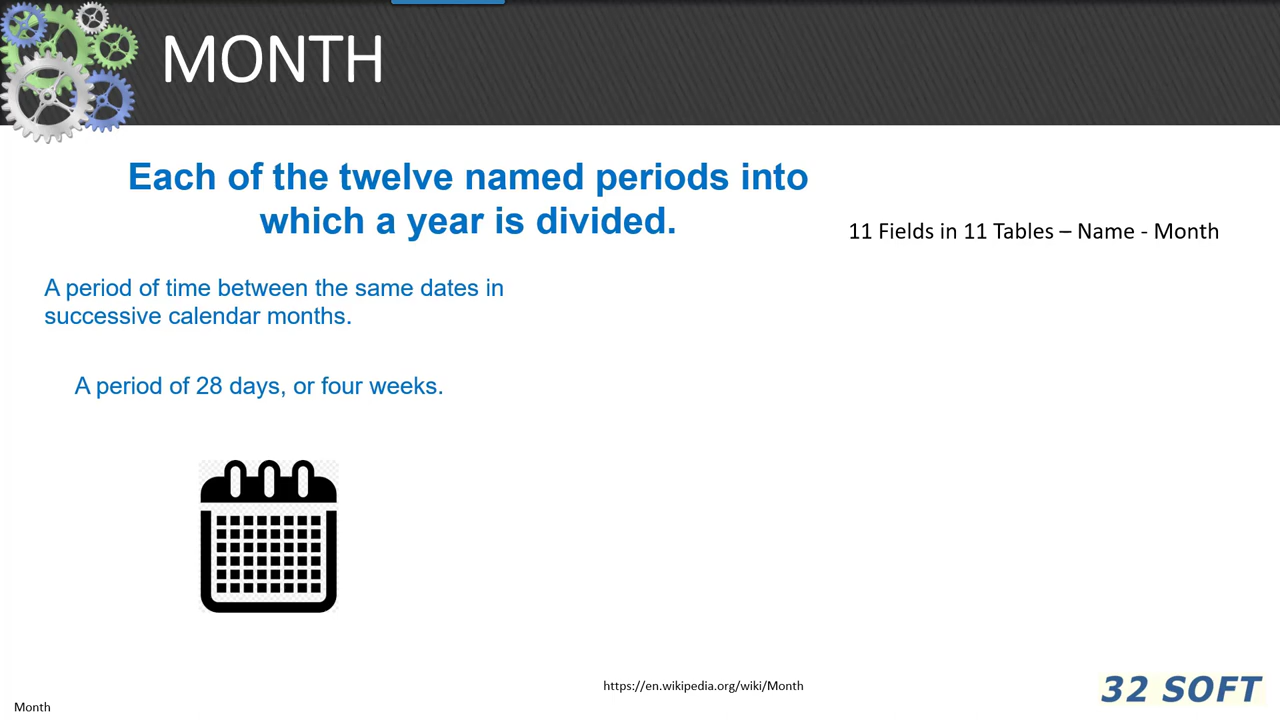 MONTH
Each of the twelve named periods into
which a year is divided.
11 Fields in 11 Tables – Name - Month
A period of time between the same dates in
successive calendar months.
A period of 28 days, or four weeks.
https://en.wikipedia.org/wiki/Month
32 SOFT
Month